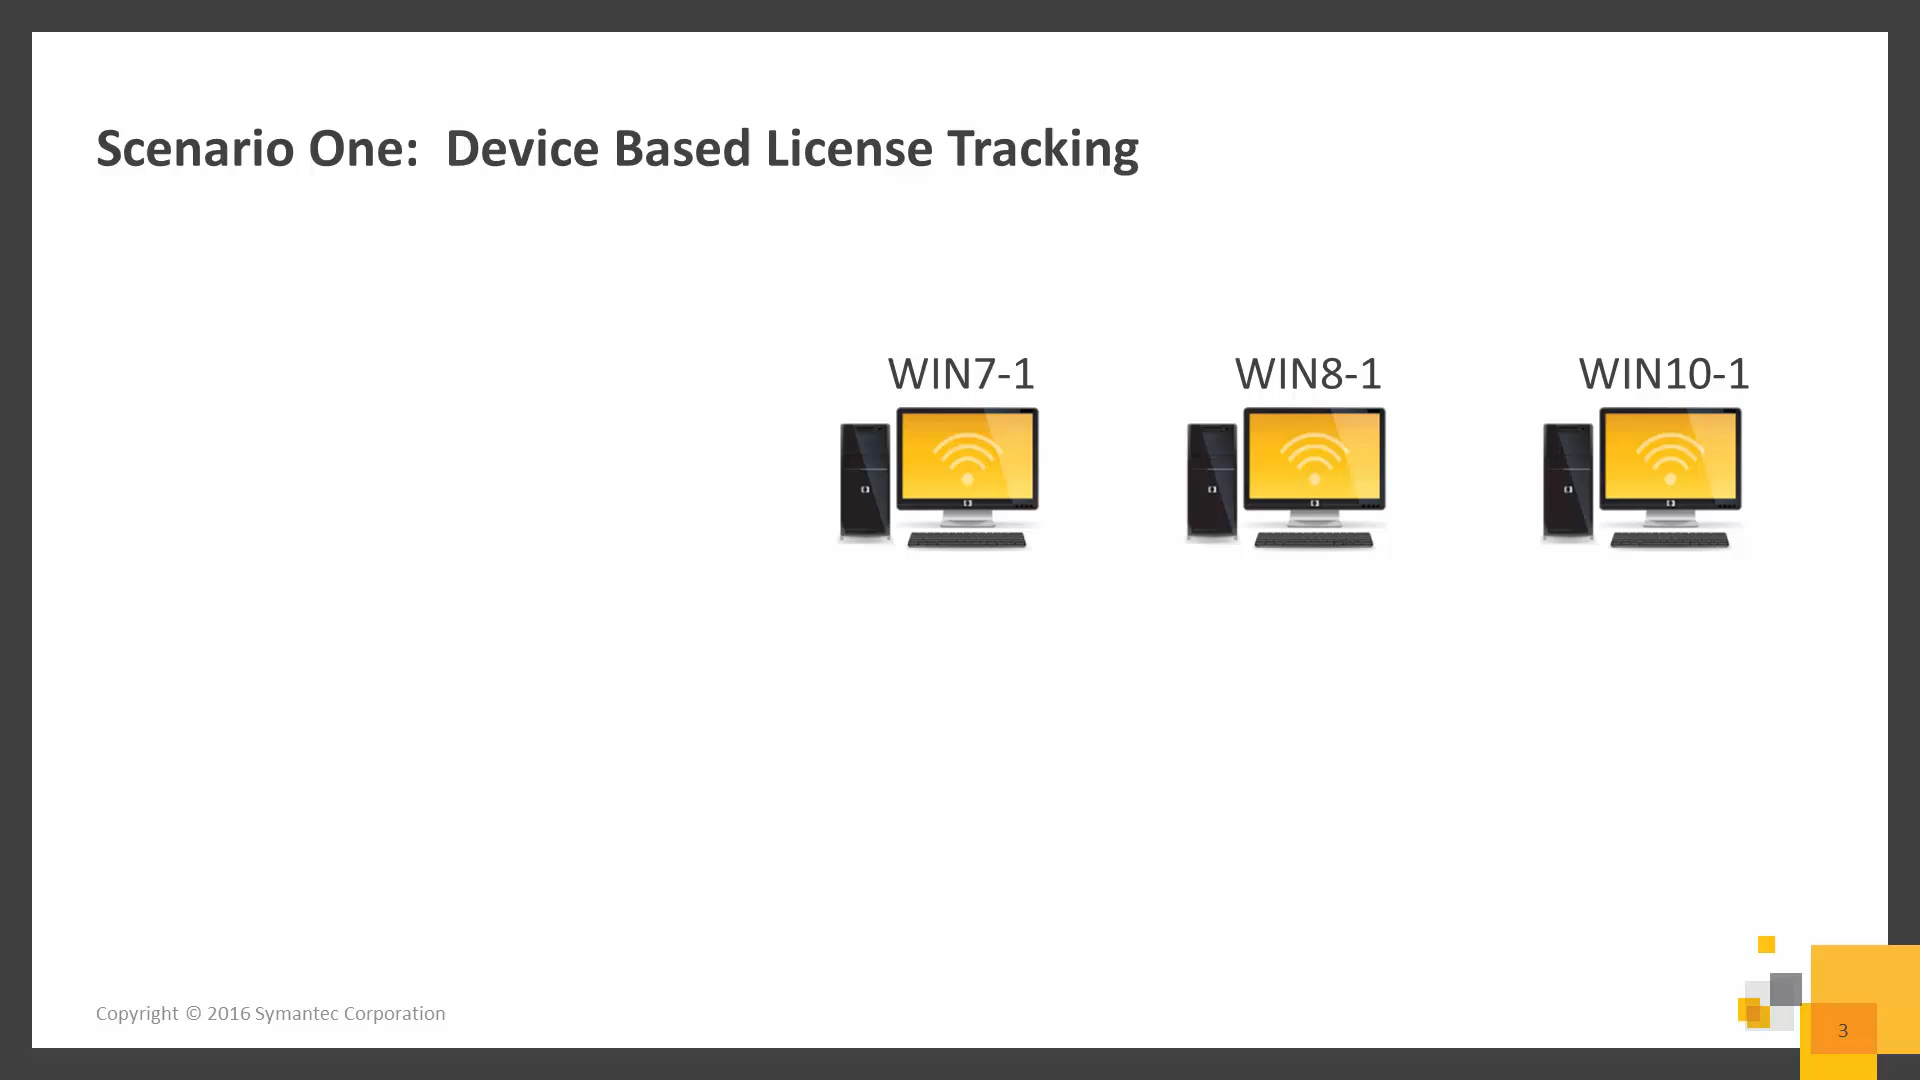 Scenario One:  Device Based License Tracking
WIN7-1
WIN8-1
WIN10-1
Copyright © 2016 Symantec Corporation
3